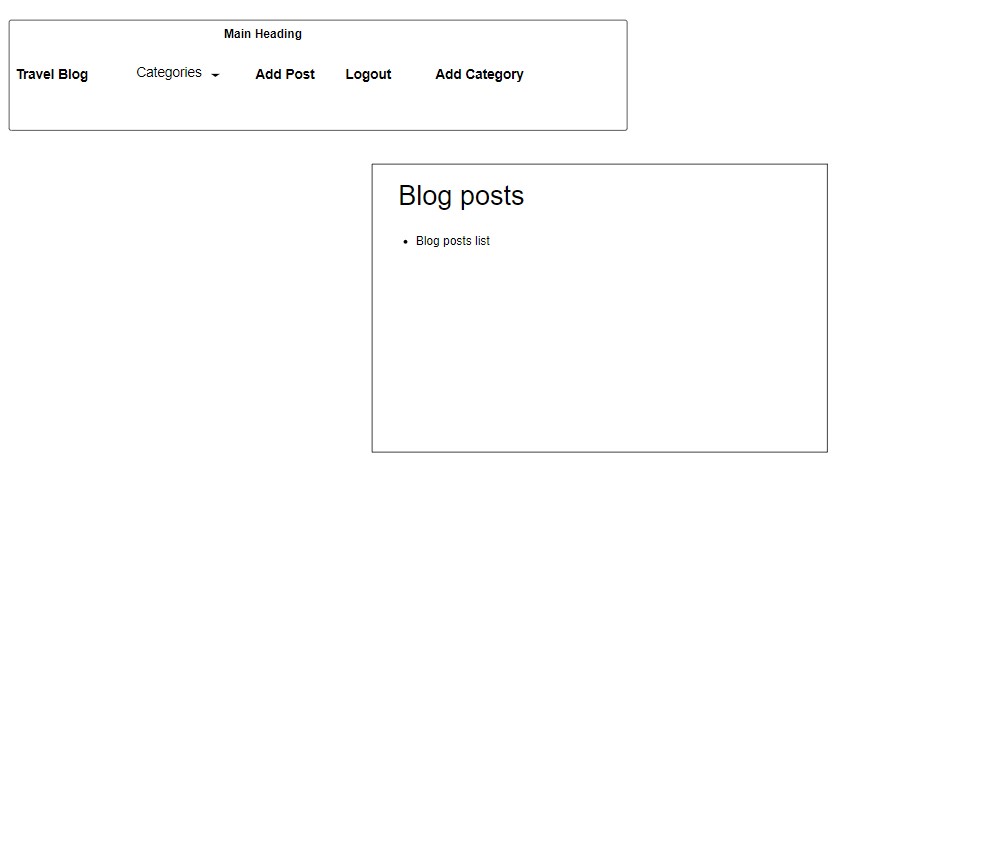 Main Heading
Travel Blog Categories Add Post Logout Add Category
Blog posts
• Blog posts list